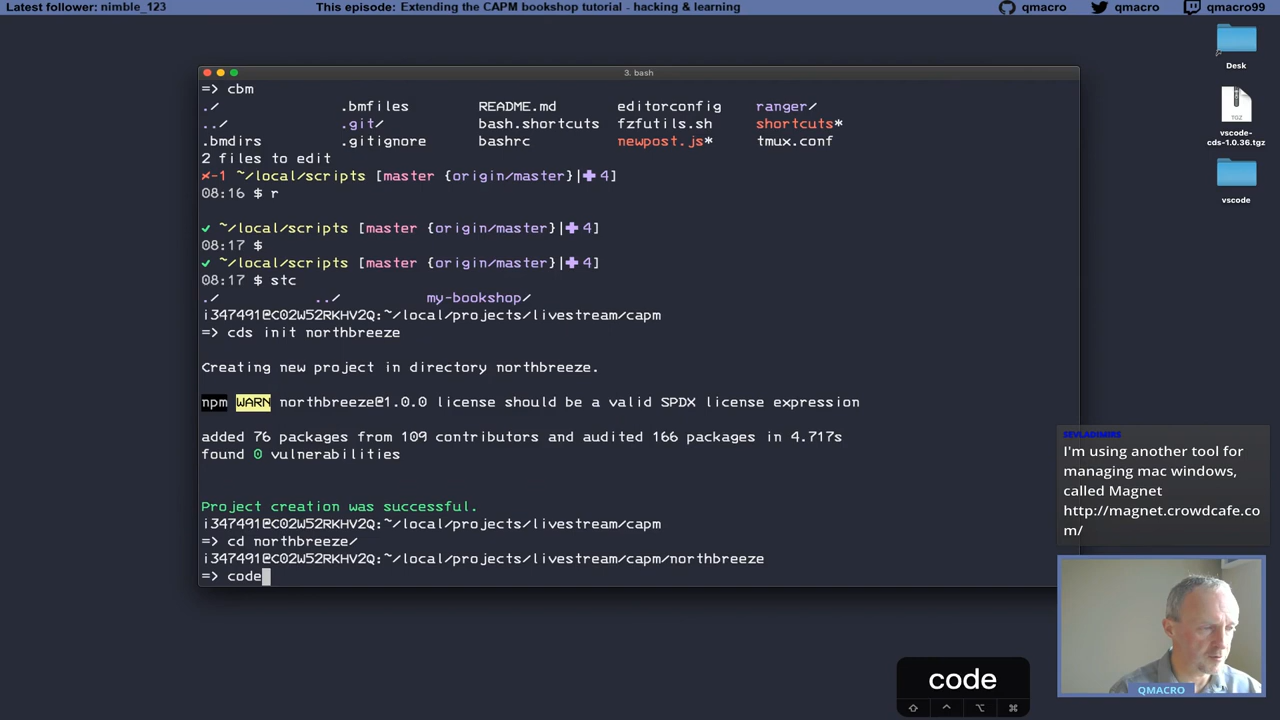 Latest follower: nimble_123
This episode: Extending the CAPM bookshop tutorial - hacking & learning
qmacro
qmacro
qmacro99
Desk
vscode-
cds-1.0.36.tgz
vscode
TGZ
3. bash
=> cbm
./ .bmfiles README.md editorconfig ranger/
../ .git/ bash.shortcuts fzfutils.sh shortcuts*
.bmdirs .gitignore bashrc newpost.js* tmux.conf
2 files to edit
✘-1 ~/local/scripts [master {origin/master}|✚ 4]
08:16 $ r
✔ ~/local/scripts [master {origin/master}|✚ 4]
08:17 $
✔ ~/local/scripts [master {origin/master}|✚ 4]
08:17 $ stc
./ ../ my-bookshop/
i347491@C02W52RKHV2Q:~/local/projects/livestream/capm
=> cds init northbreeze
Creating new project in directory northbreeze.
npm WARN northbreeze@1.0.0 license should be a valid SPDX license expression
added 76 packages from 109 contributors and audited 166 packages in 4.717s
found 0 vulnerabilities
Project creation was successful.
i347491@C02W52RKHV2Q:~/local/projects/livestream/capm
=> cd northbreeze/
i347491@C02W52RKHV2Q:~/local/projects/livestream/capm/northbreeze
=> code
SEVLADIMIRS
I'm using another tool for
managing mac windows,
called Magnet
http://magnet.crowdcafe.co
m/
QMACRO
code
⇧ ^ ⌥ ⌘